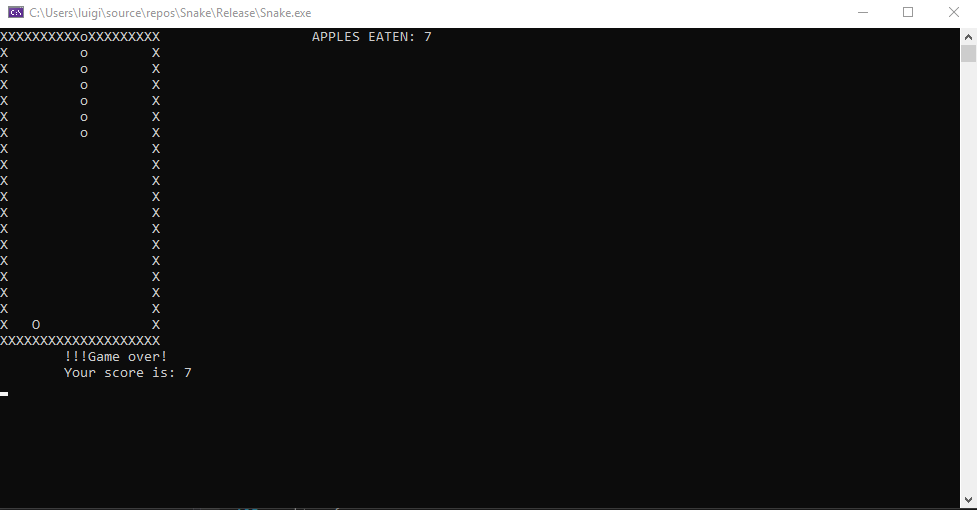 C:\Users\luigi\source\repos\Snake\Release\Snake.exe
XXXXXXXXXXoXXXXXXXXX                   APPLES EATEN: 7
X         o        X
X         o        X
X         o        X
X         o        X
X         o        X
X         o        X
X                  X
X                  X
X                  X
X                  X
X                  X
X                  X
X                  X
X                  X
X                  X
X                  X
X                  X
X   O              X
XXXXXXXXXXXXXXXXXXXX
        !!!Game over!
        Your score is: 7